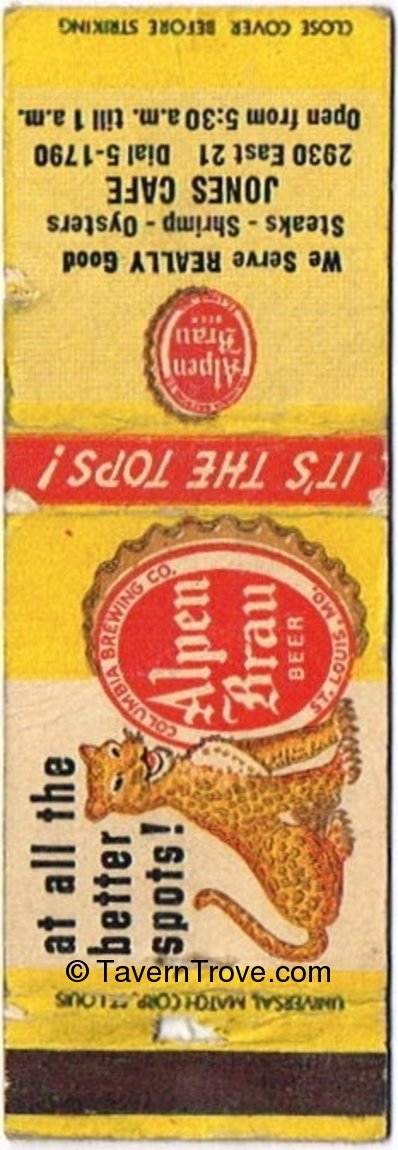 CLOSE COVER BEFORE STRIKING
We Serve REALLY Good
Steaks - Shrimp - Oysters
JONES CAFE
2930 East 21 Dial 5-1790
Open from 5:30 a.m. till 1 a.m.
Alpen
Brau
BEER
IT'S THE TOPS!
COLUMBIA BREWING CO.
Alpen
Brau
BEER
ST. LOUIS, MO.
at all the
better
spots!
© TavernTrove.com
UNIVERSAL MATCH CORP., ST. LOUIS